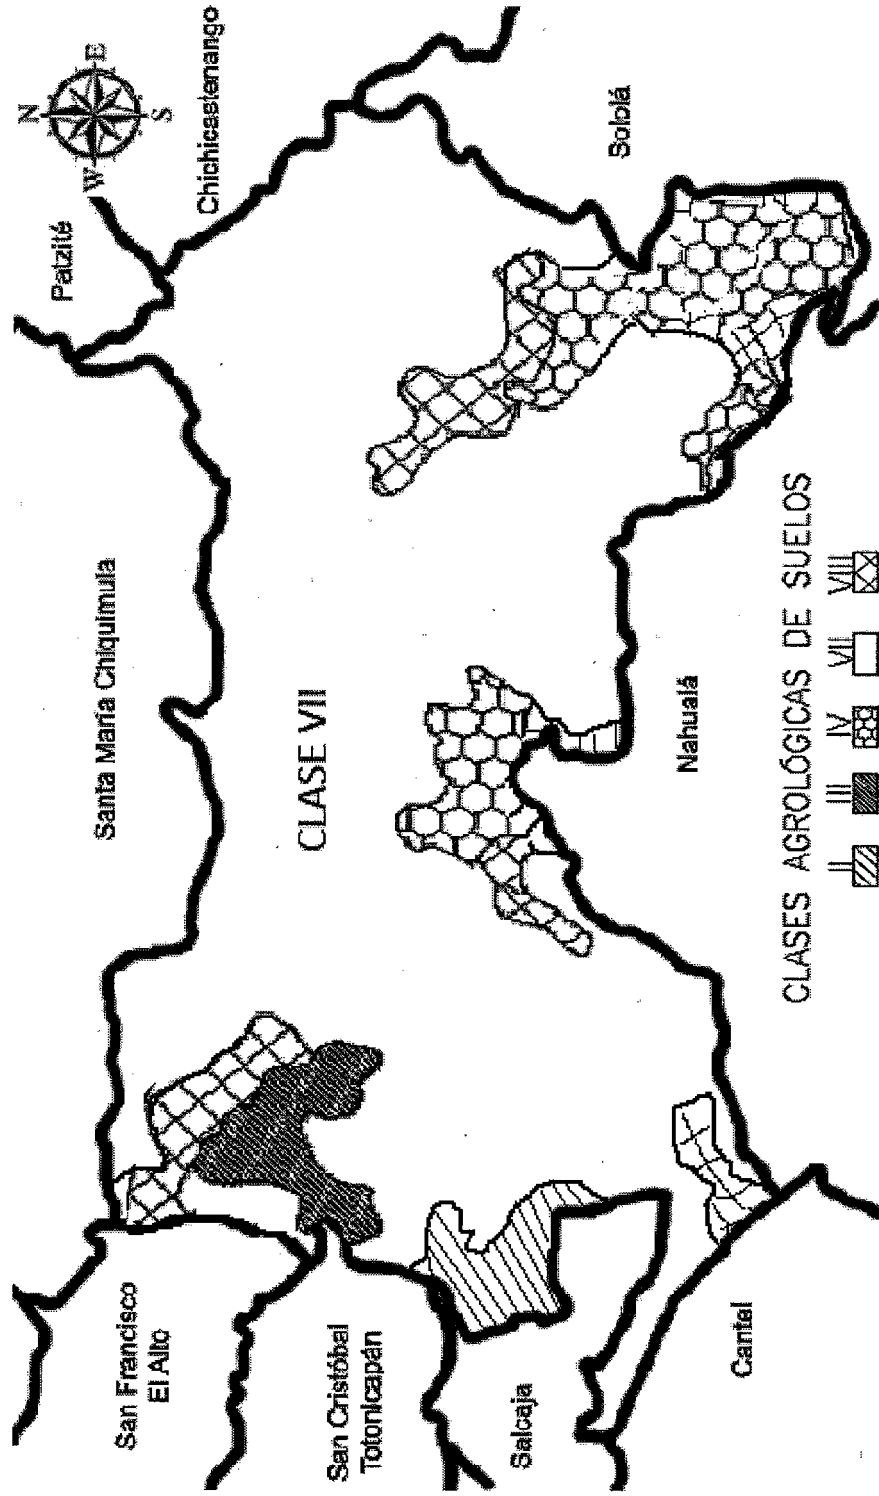 N
W
E
S
Patzité
Chichicastenango
Santa María Chiquimula
Sololá
San Francisco
El Alto
CLASE VII
San Cristóbal
Totonicapán
Salcaja
Nahualá
Cantel
CLASES AGROLÓGICAS DE SUELOS
II III IV VII VIII